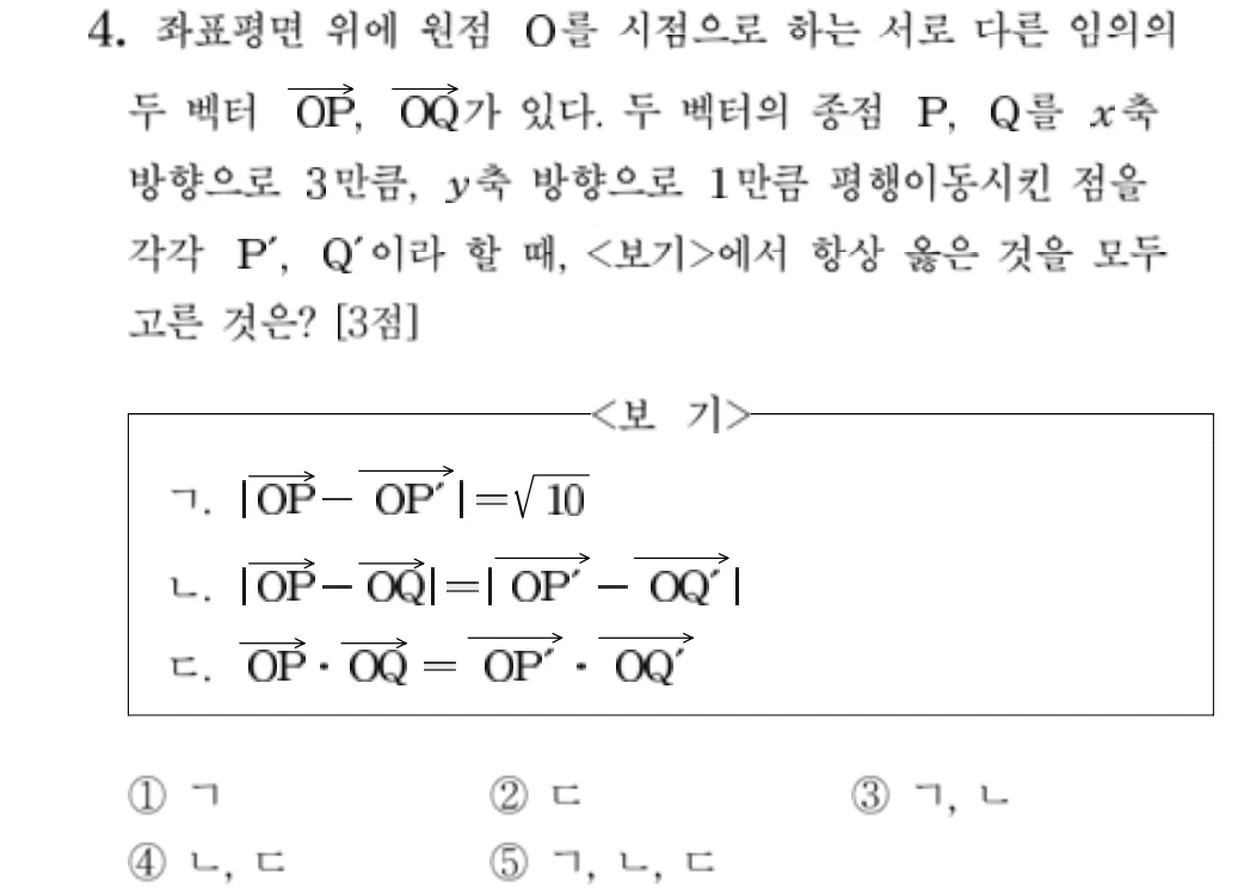 4. 좌표평면 위에 원점 O를 시점으로 하는 서로 다른 임의의
두 벡터 $\overrightarrow{OP}$, $\overrightarrow{OQ}$가 있다. 두 벡터의 종점 P, Q를 x축
방향으로 3만큼, y축 방향으로 1만큼 평행이동시킨 점을
각각 P′, Q′이라 할 때, <보기>에서 항상 옳은 것을 모두
고른 것은? [3점]
<보 기>
ㄱ. $|\overrightarrow{OP}-\overrightarrow{OP′}|=\sqrt{10}$
ㄴ. $|\overrightarrow{OP}-\overrightarrow{OQ}|=|\overrightarrow{OP′}-\overrightarrow{OQ′}|$
ㄷ. $\overrightarrow{OP}·\overrightarrow{OQ}=\overrightarrow{OP′}·\overrightarrow{OQ′}$
① ㄱ ② ㄷ ③ ㄱ, ㄴ
④ ㄴ, ㄷ ⑤ ㄱ, ㄴ, ㄷ